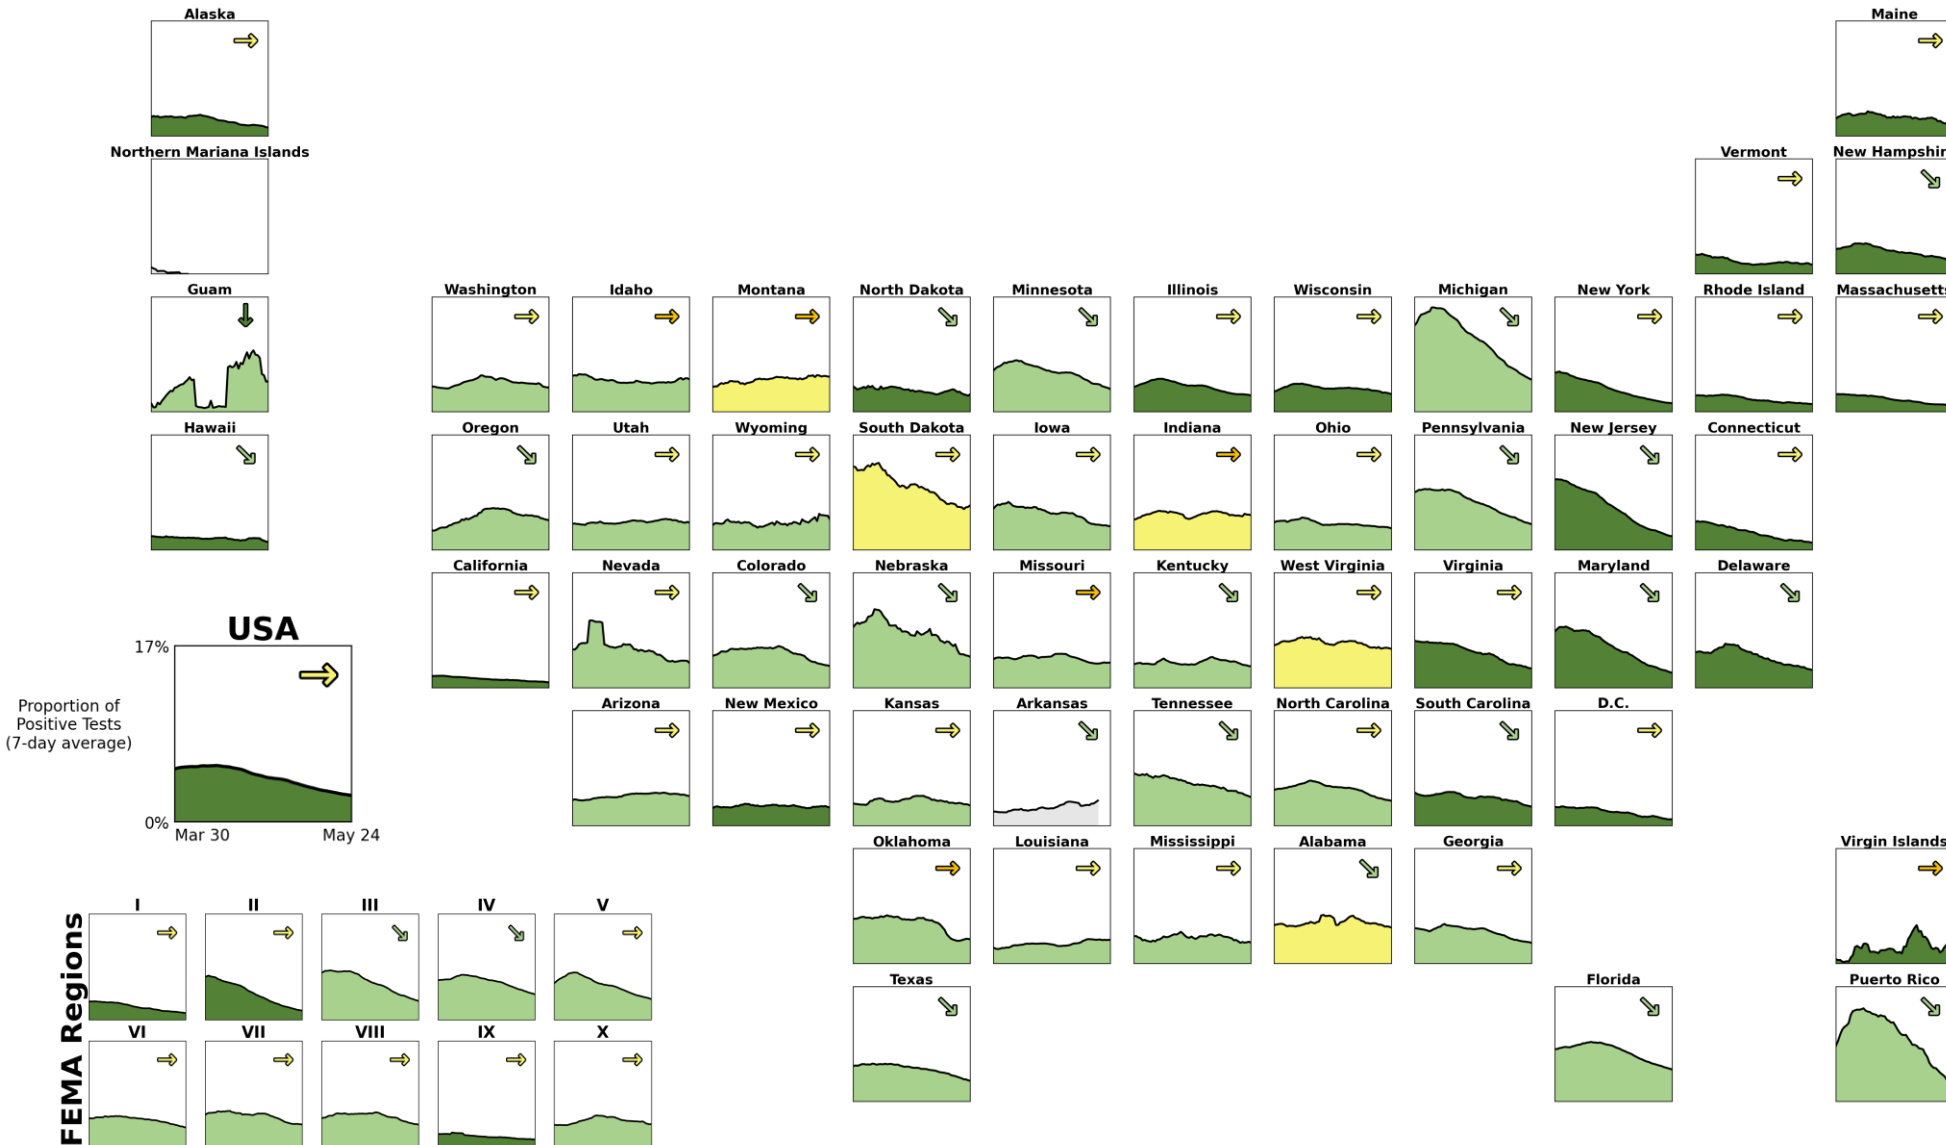 Alaska
Maine
Northern Mariana Islands
Vermont
New Hampshir
Guam
Washington
Idaho
Montana
North Dakota
Minnesota
Illinois
Wisconsin
Michigan
New York
Rhode Island
Massachusetts
Hawaii
Oregon
Utah
Wyoming
South Dakota
Iowa
Indiana
Ohio
Pennsylvania
New Jersey
Connecticut
California
Nevada
Colorado
Nebraska
Missouri
Kentucky
West Virginia
Virginia
Maryland
Delaware
USA
17%
Proportion of
Positive Tests
(7-day average)
0%
Mar 30
May 24
Arizona
New Mexico
Kansas
Arkansas
Tennessee
North Carolina
South Carolina
D.C.
Oklahoma
Louisiana
Mississippi
Alabama
Georgia
Virgin Islands
Texas
Florida
Puerto Rico
FEMA Regions
I
II
III
IV
V
VI
VII
VIII
IX
X